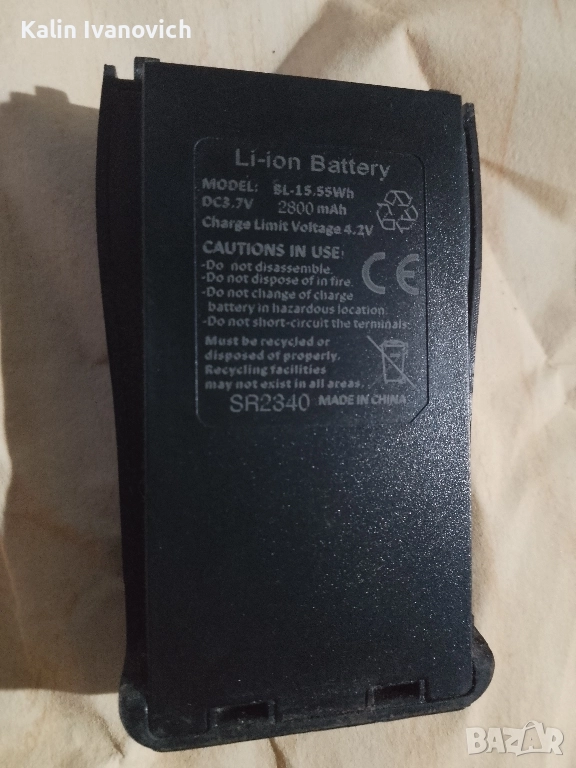 Kalin Ivanovich
Li-ion Battery
MODEL: BL-15.55Wh
DC3.7V 2800 mAh
Charge Limit Voltage 4.2V
CAUTIONS IN USE:
-Do not disassemble.
-Do not dispose of in fire.
-Do not change of charge
battery in hazardous location.
-Do not short-circuit the terminals.
Must be recycled or
disposed of properly.
Recycling facilities
may not exist in all areas.
CE
SR2340 MADE IN CHINA
BAZAR